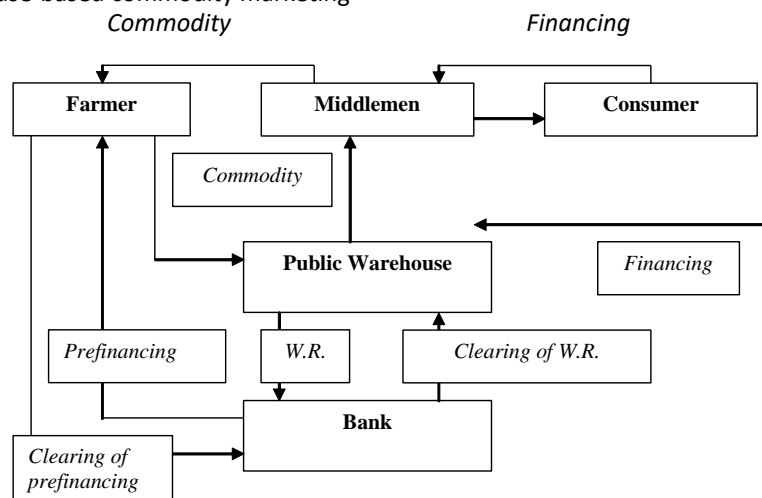 Commodity
Financing
Farmer
Middlemen
Consumer
Commodity
Public Warehouse
Financing
Prefinancing
W.R.
Clearing of W.R.
Bank
Clearing of
prefinancing